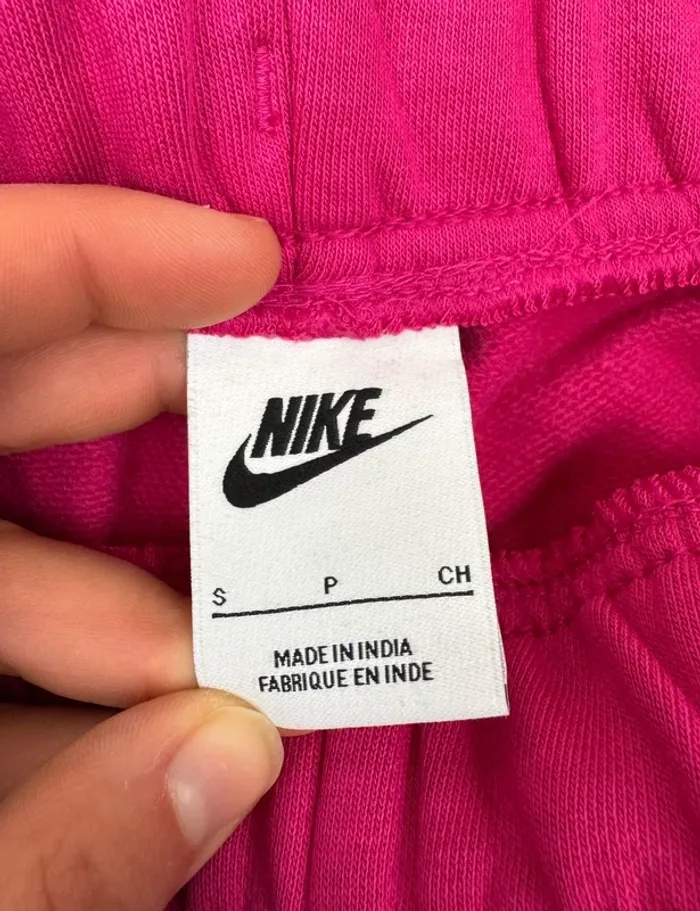 NIKE
S P CH
MADE IN INDIA
FABRIQUE EN INDE